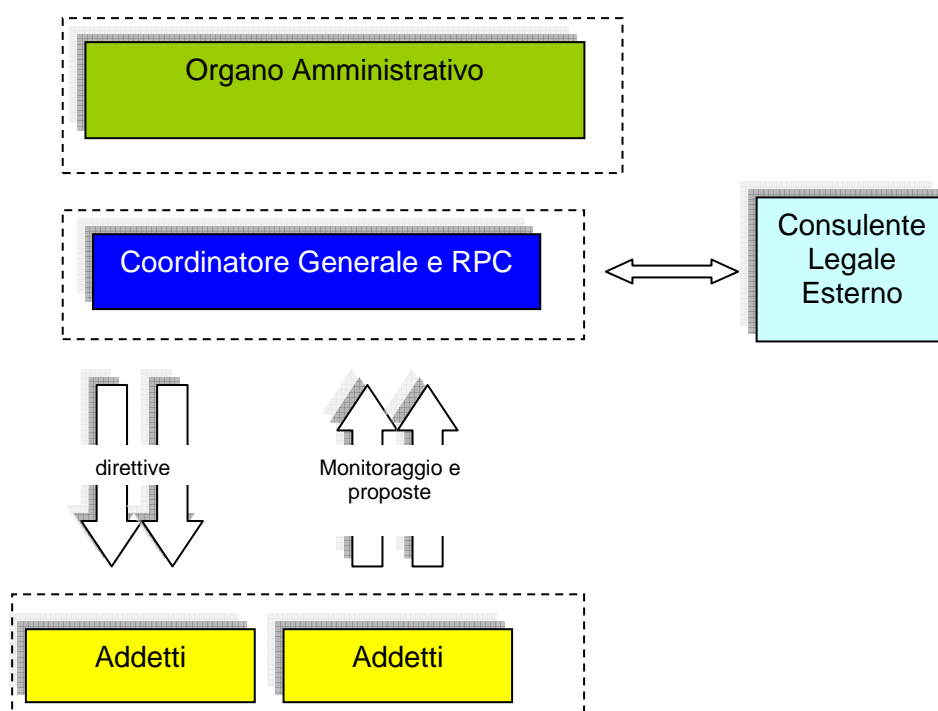 Organo Amministrativo
Coordinatore Generale e RPC
Consulente
Legale
Esterno
direttive
Monitoraggio e
proposte
Addetti
Addetti